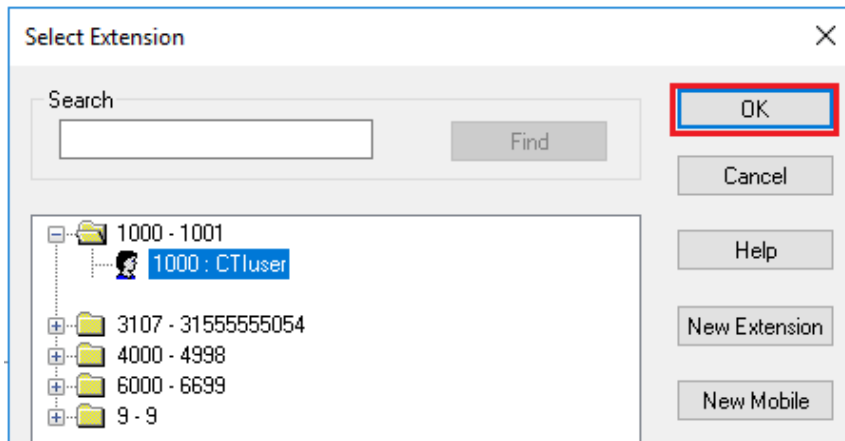 Select Extension
Search
Find
OK
Cancel
Help
New Extension
New Mobile
1000 - 1001
1000 : CTIuser
3107 - 31555555054
4000 - 4998
6000 - 6699
9 - 9